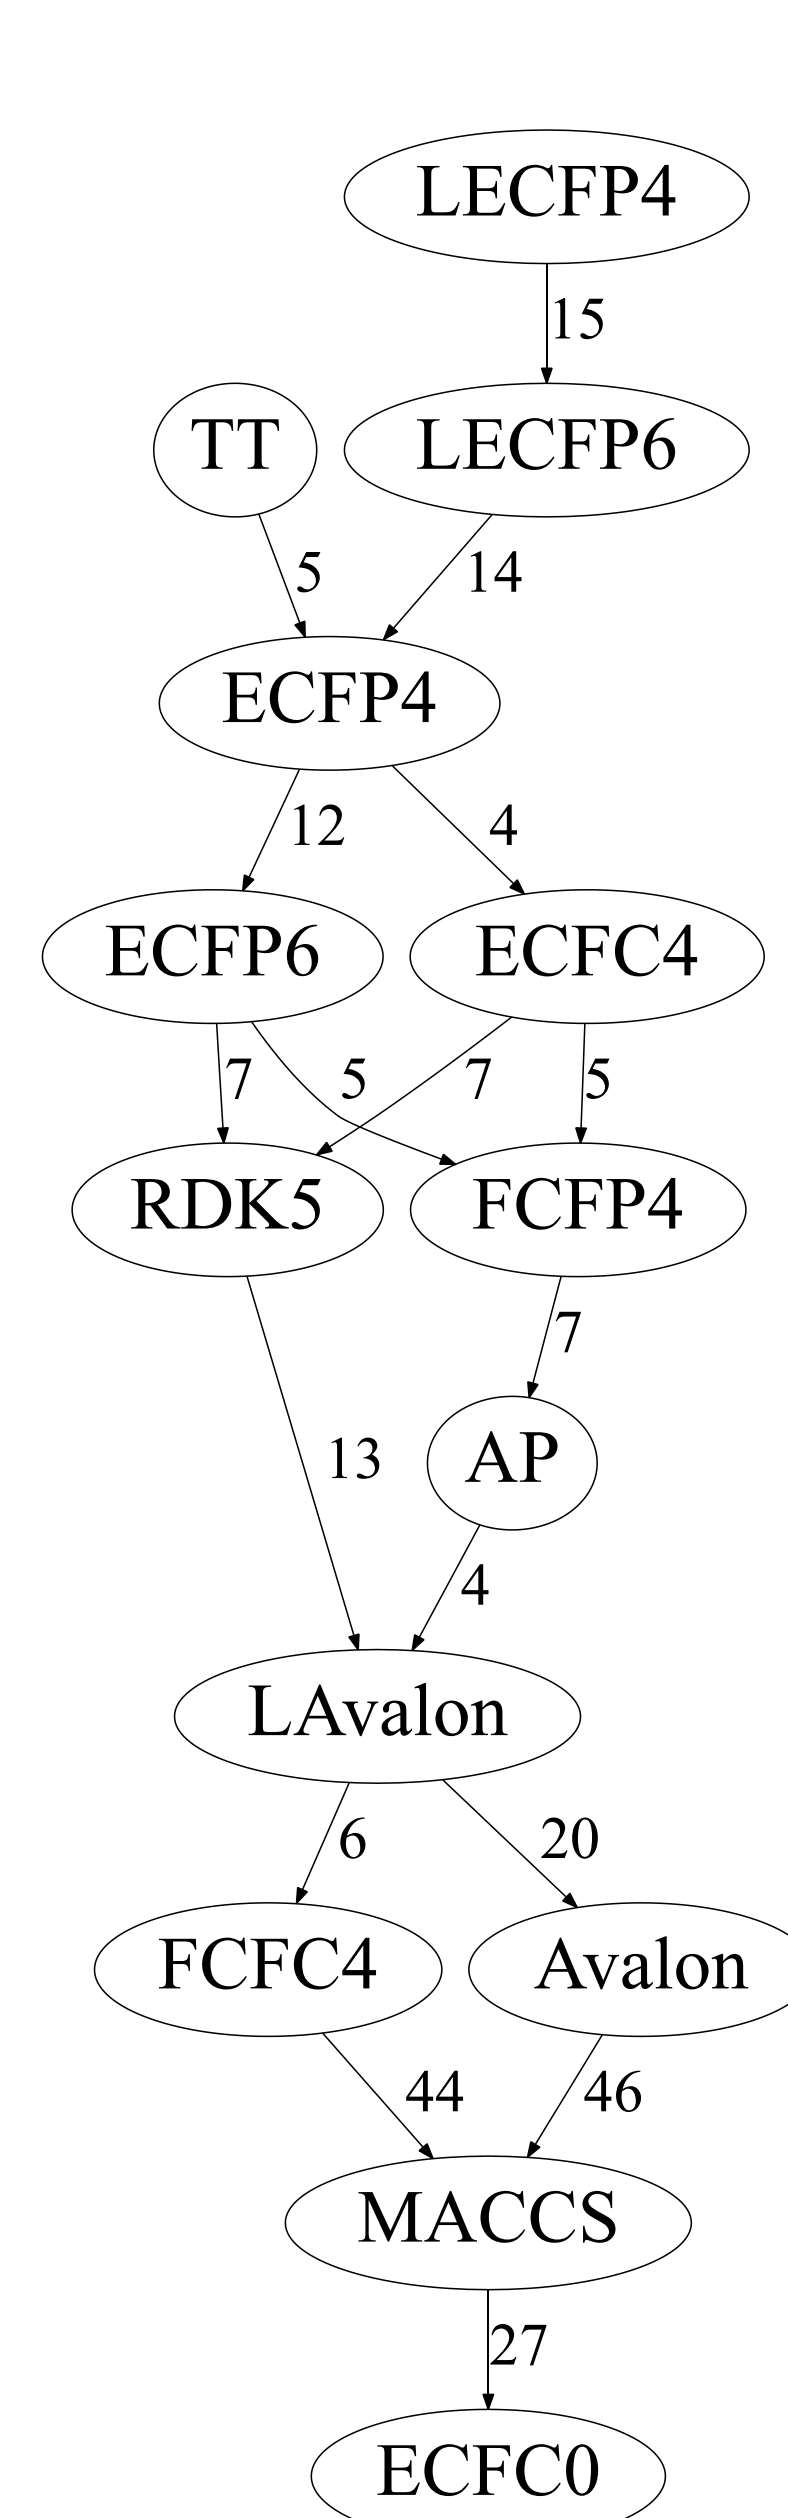 LECFP4
15
TT
LECFP6
5
14
ECFP4
12
4
ECFP6
ECFC4
7
5
7
5
RDK5
FCFP4
7
AP
13
4
LAvalon
6
20
FCFC4
Avalon
44
46
MACCS
27
ECFC0